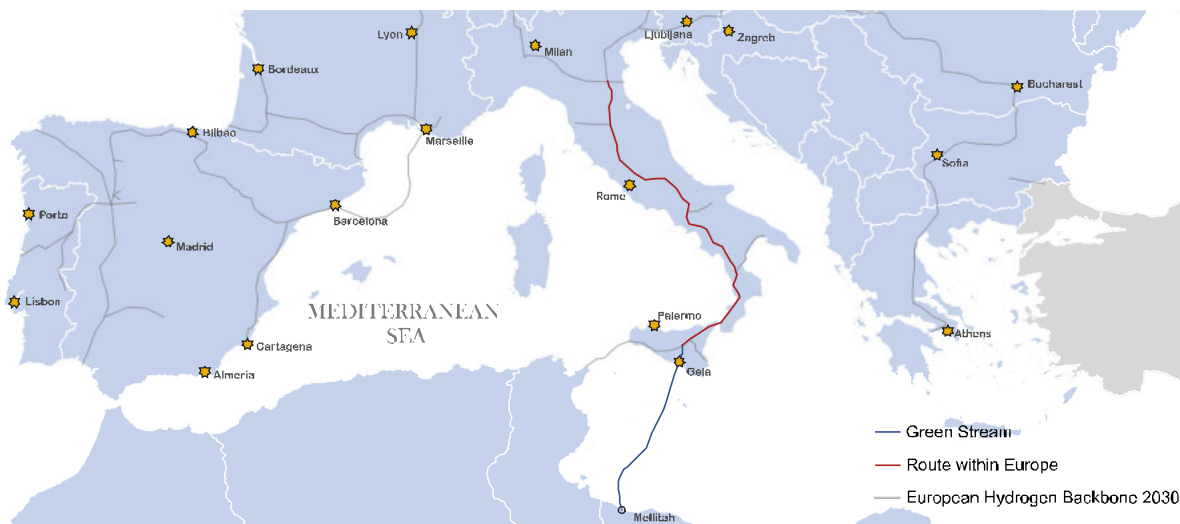 Lyon
Milan
Ljubljana
Zagreb
Bordeaux
Bucharest
Bilbao
Marseille
Sofia
Rome
Porto
Barcelona
Madrid
Lisbon
MEDITERRANEAN
SEA
Palermo
Athens
Cartagena
Almeria
Gela
Green Stream
Route within Europe
European Hydrogen Backbone 2030
Mellitah